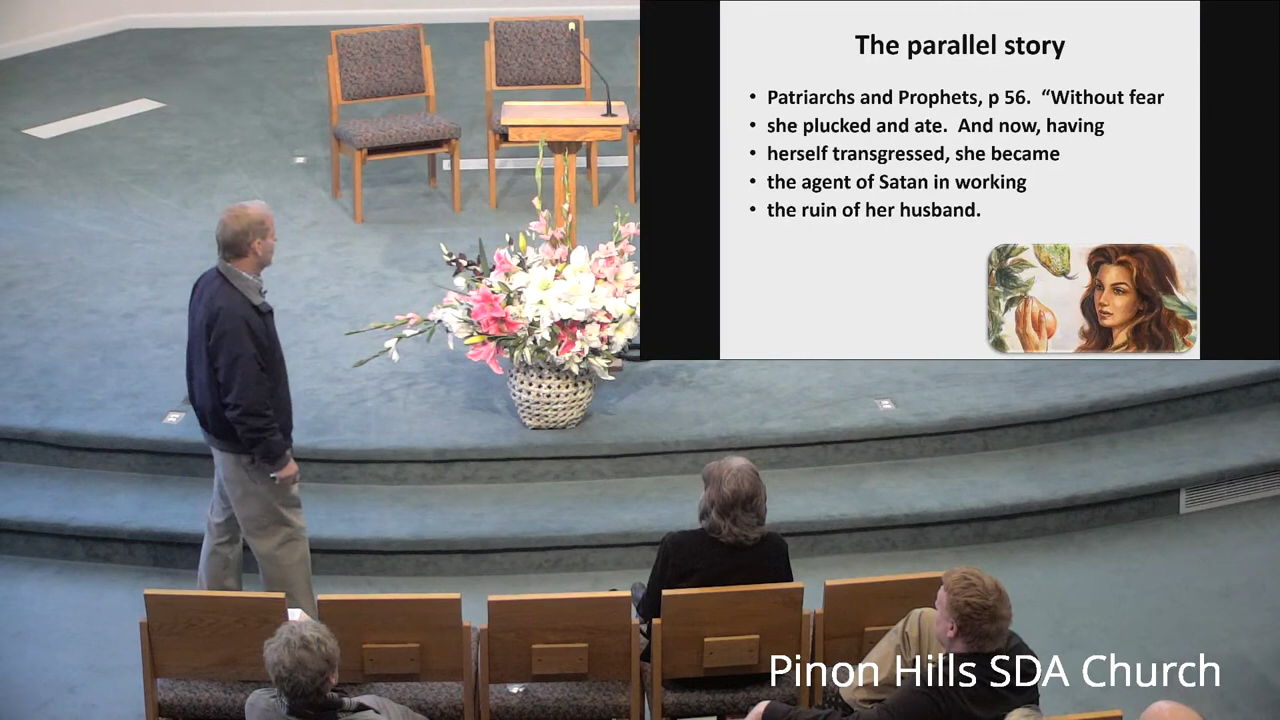 The parallel story
• Patriarchs and Prophets, p 56.  “Without fear
• she plucked and ate.  And now, having
• herself transgressed, she became
• the agent of Satan in working
• the ruin of her husband.
Pinon Hills SDA Church